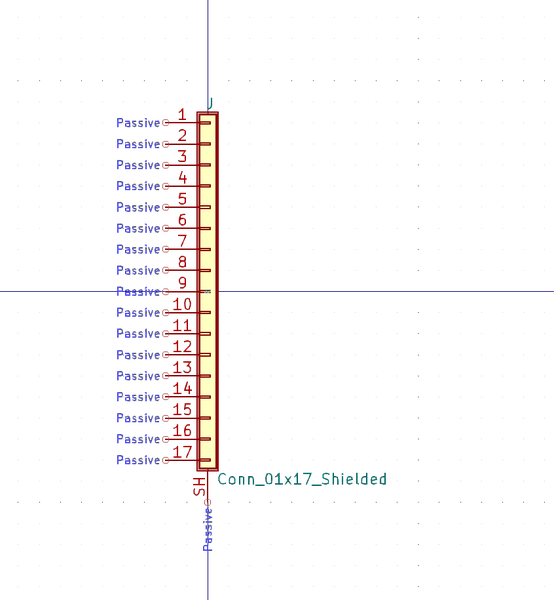 J
Passive 1
Passive 2
Passive 3
Passive 4
Passive 5
Passive 6
Passive 7
Passive 8
Passive 9
Passive 10
Passive 11
Passive 12
Passive 13
Passive 14
Passive 15
Passive 16
Passive 17
Conn_01x17_Shielded
SH
Passive